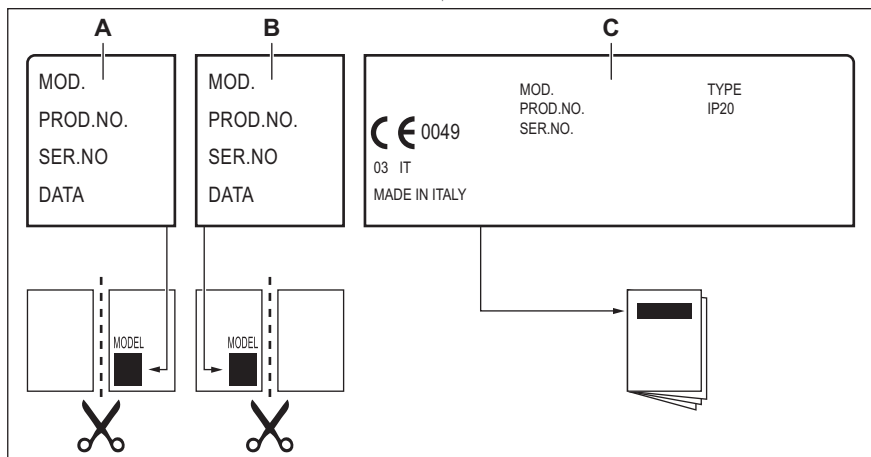 A
B
C
MOD.
PROD.NO.
SER.NO
DATA
MOD.
PROD.NO.
SER.NO
DATA
MOD.
PROD.NO.
SER.NO.
TYPE
IP20
CE 0049
03 IT
MADE IN ITALY
MODEL
MODEL